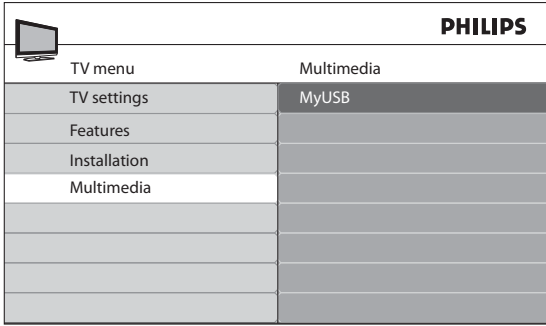 PHILIPS
TV menu
Multimedia
TV settings
MyUSB
Features
Installation
Multimedia